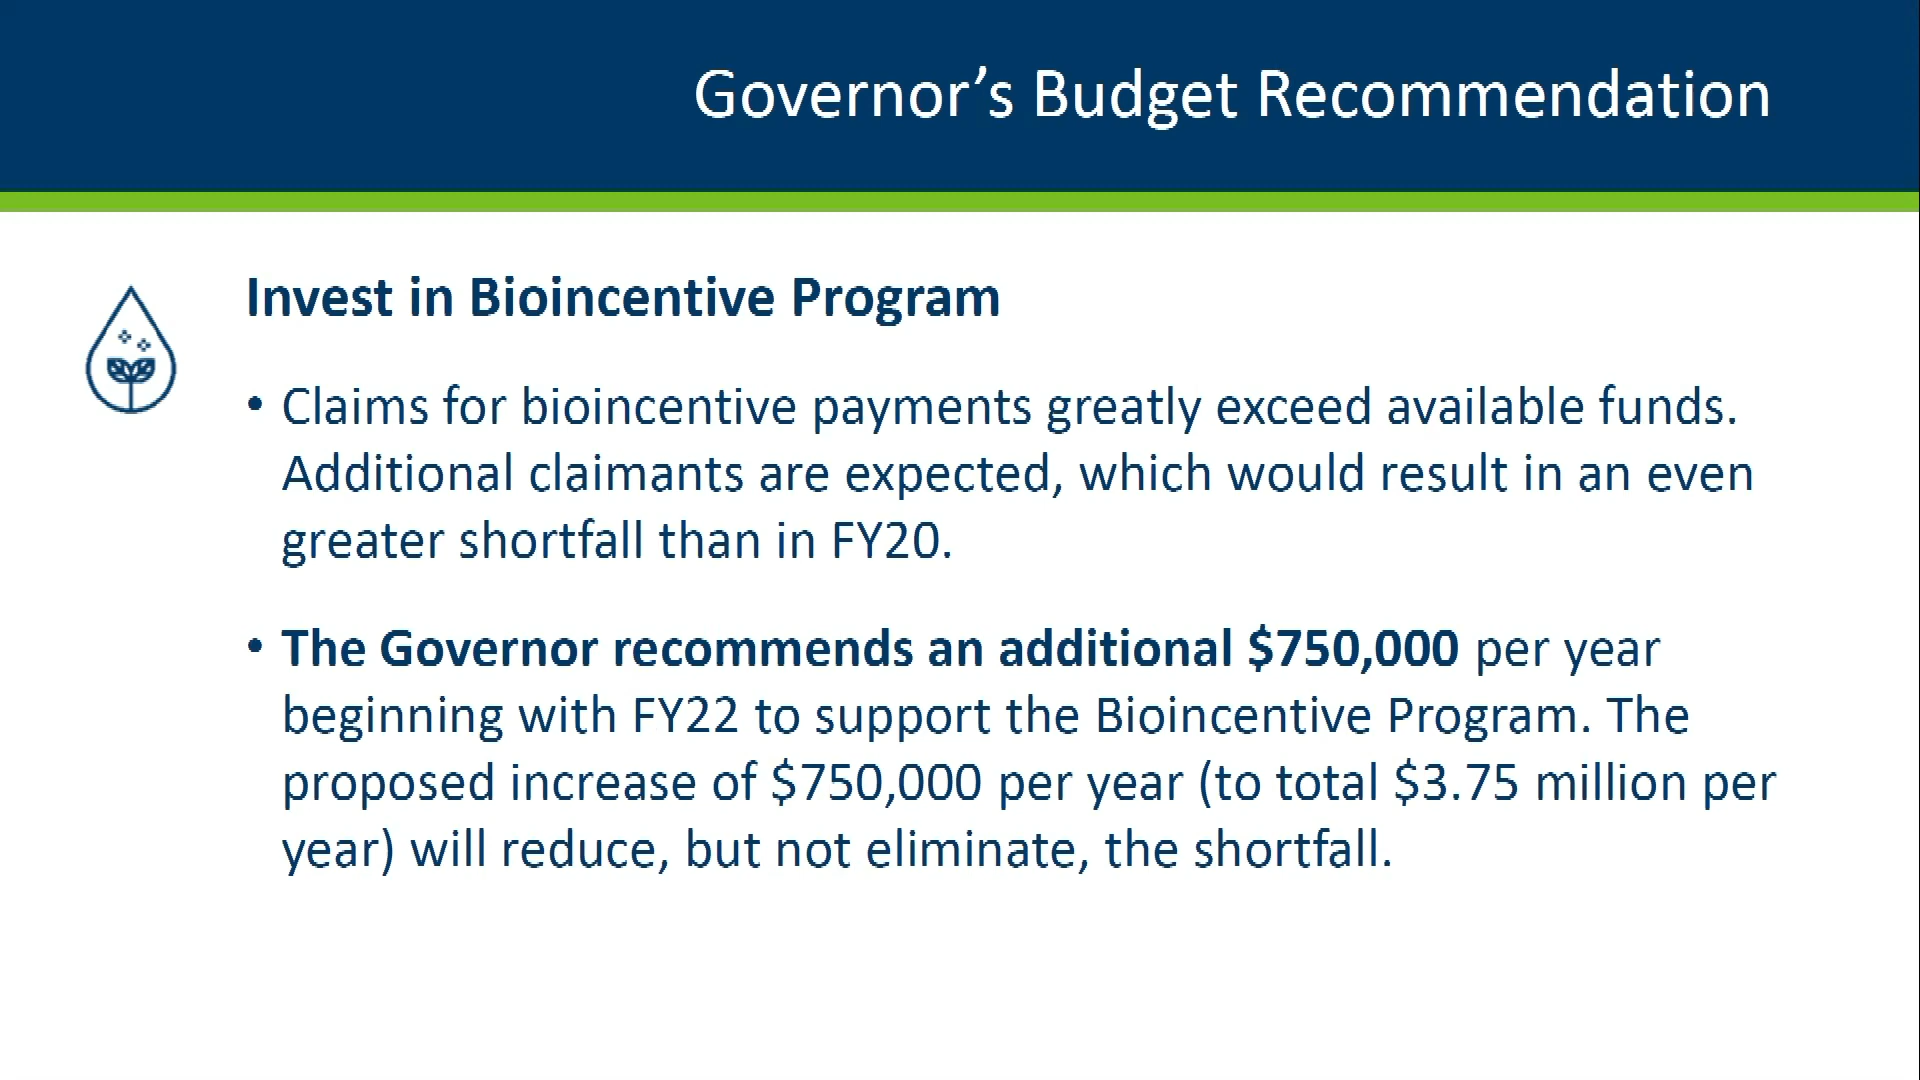 Governor’s Budget Recommendation
Invest in Bioincentive Program
• Claims for bioincentive payments greatly exceed available funds.
Additional claimants are expected, which would result in an even
greater shortfall than in FY20.
• The Governor recommends an additional $750,000 per year
beginning with FY22 to support the Bioincentive Program. The
proposed increase of $750,000 per year (to total $3.75 million per
year) will reduce, but not eliminate, the shortfall.